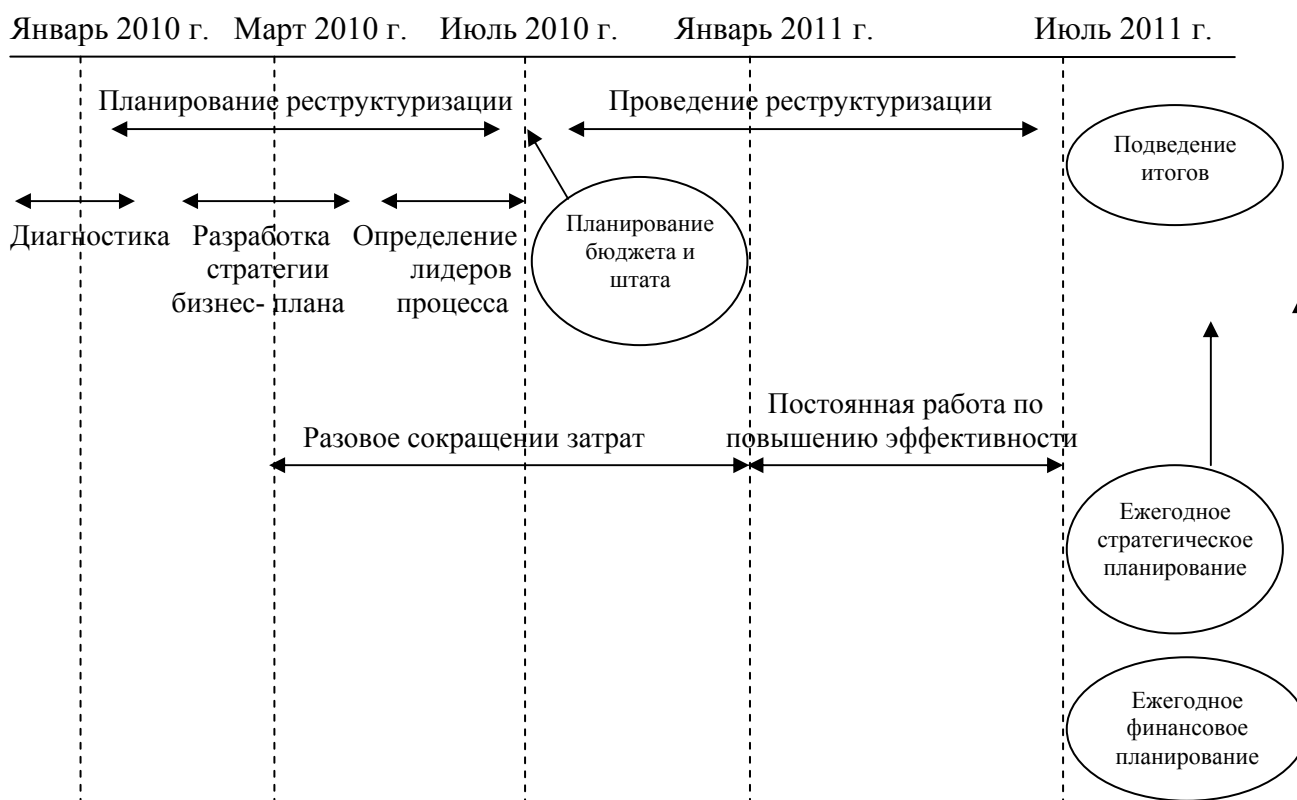 Январь 2010 г. Март 2010 г. Июль 2010 г. Январь 2011 г. Июль 2011 г.
Планирование реструктуризации
Проведение реструктуризации
Подведение
итогов
Диагностика
Разработка
стратегии
бизнес- плана
Определение
лидеров
процесса
Планирование
бюджета и
штата
Разовое сокращении затрат
Постоянная работа по
повышению эффективности
Ежегодное
стратегическое
планирование
Ежегодное
финансовое
планирование